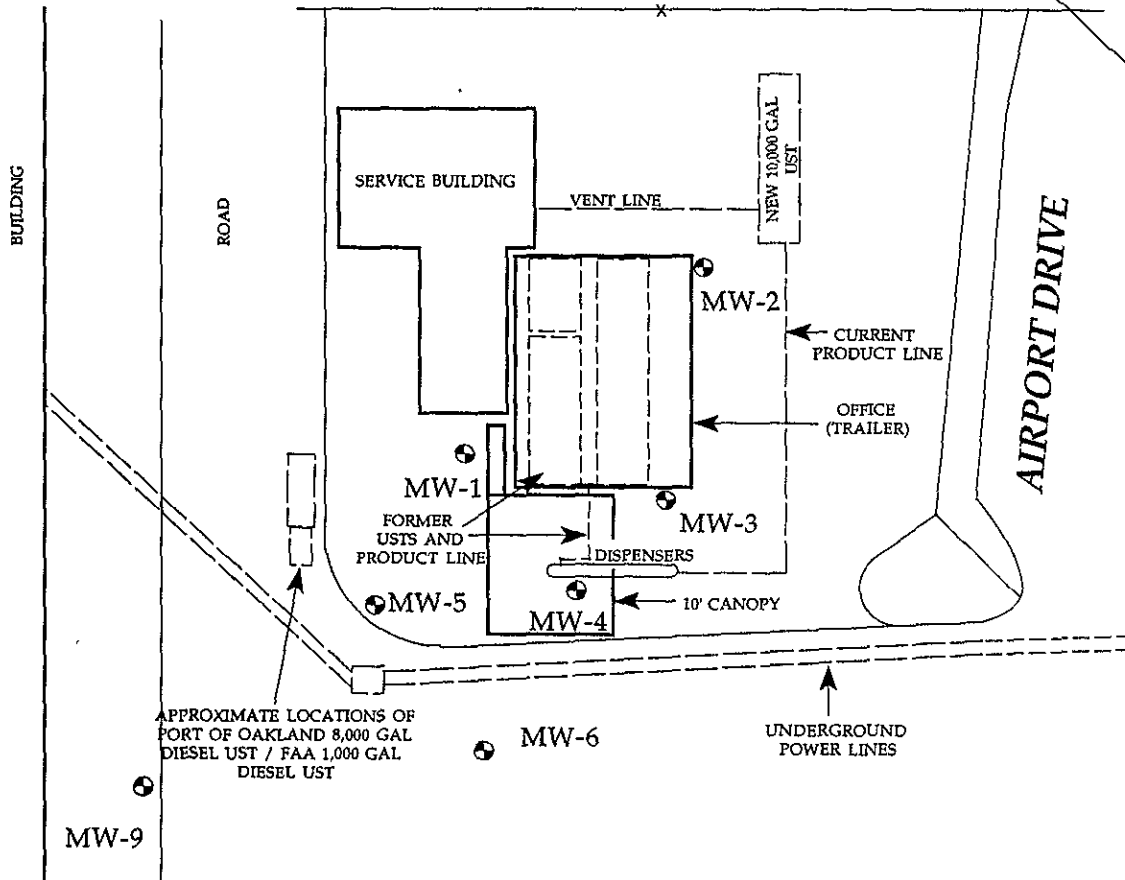 x
BUILDING
ROAD
SERVICE BUILDING
VENT LINE
NEW 10,000 GAL
UST
AIRPORT DRIVE
MW-2
CURRENT
PRODUCT LINE
OFFICE
(TRAILER)
MW-1
MW-3
FORMER
USTS AND
PRODUCT LINE
DISPENSERS
MW-5
MW-4
10' CANOPY
APPROXIMATE LOCATIONS OF
PORT OF OAKLAND 8,000 GAL
DIESEL UST / FAA 1,000 GAL
DIESEL UST
MW-6
UNDERGROUND
POWER LINES
MW-9